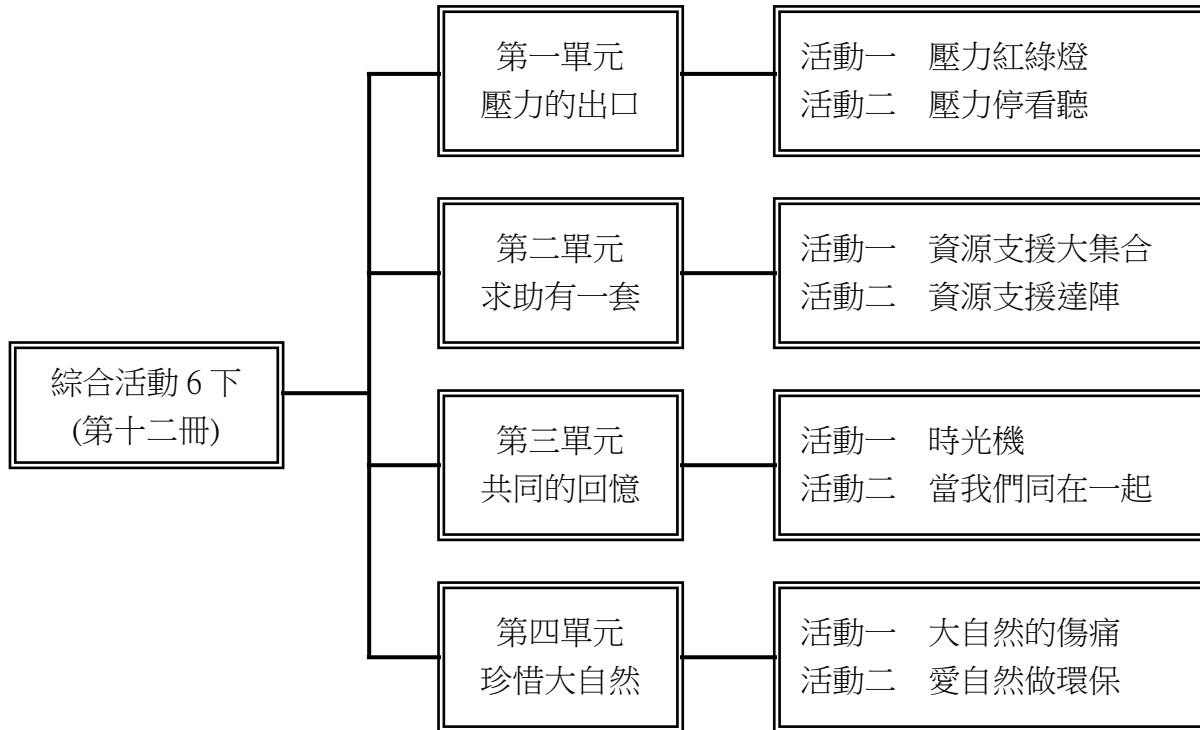 綜合活動 6 下
(第十二冊)
第一單元
壓力的出口
活動一　壓力紅綠燈
活動二　壓力停看聽
第二單元
求助有一套
活動一　資源支援大集合
活動二　資源支援達陣
第三單元
共同的回憶
活動一　時光機
活動二　當我們同在一起
第四單元
珍惜大自然
活動一　大自然的傷痛
活動二　愛自然做環保